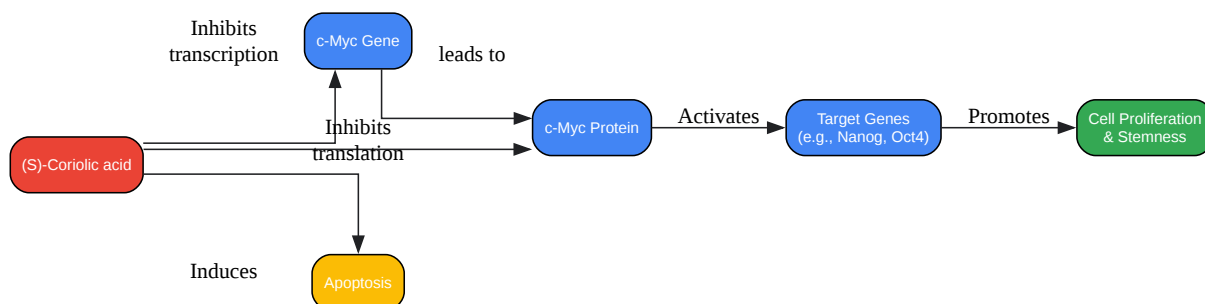 Inhibits
transcription
c-Myc Gene
leads to
(S)-Coriolic acid
Inhibits
translation
c-Myc Protein
Activates
Target Genes
(e.g., Nanog, Oct4)
Promotes
Cell Proliferation
& Stemness
Induces
Apoptosis